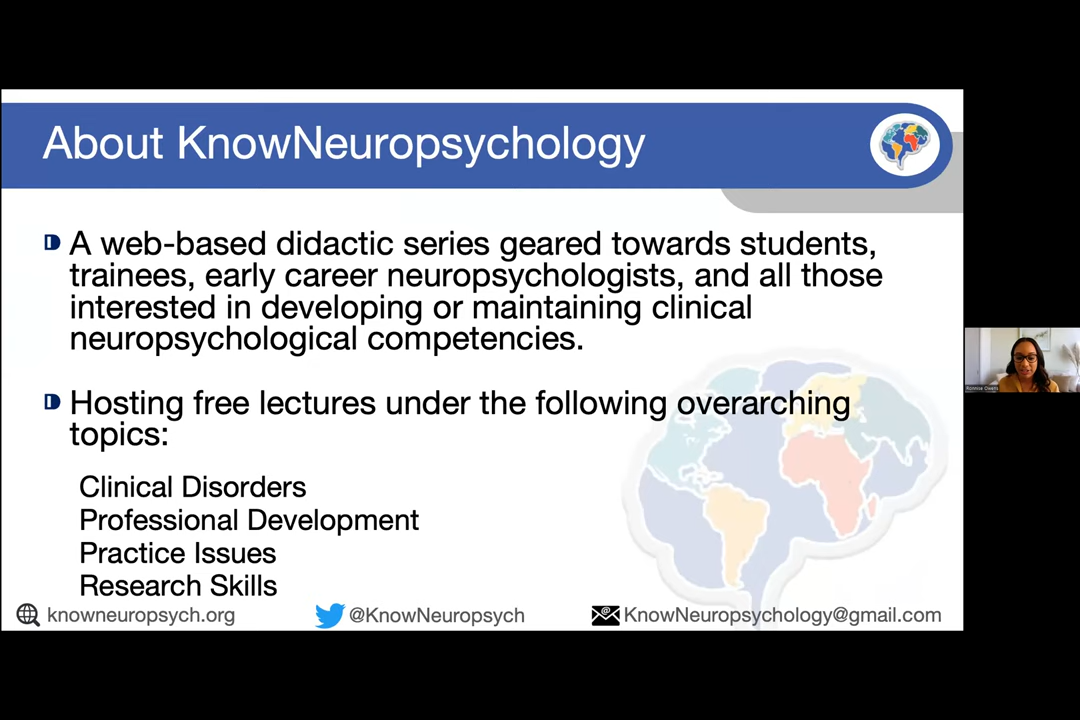 About KnowNeuropsychology
A web-based didactic series geared towards students,
trainees, early career neuropsychologists, and all those
interested in developing or maintaining clinical
neuropsychological competencies.
Hosting free lectures under the following overarching
topics:
Clinical Disorders
Professional Development
Practice Issues
Research Skills
knowneuropsych.org
@KnowNeuropsych
KnowNeuropsychology@gmail.com